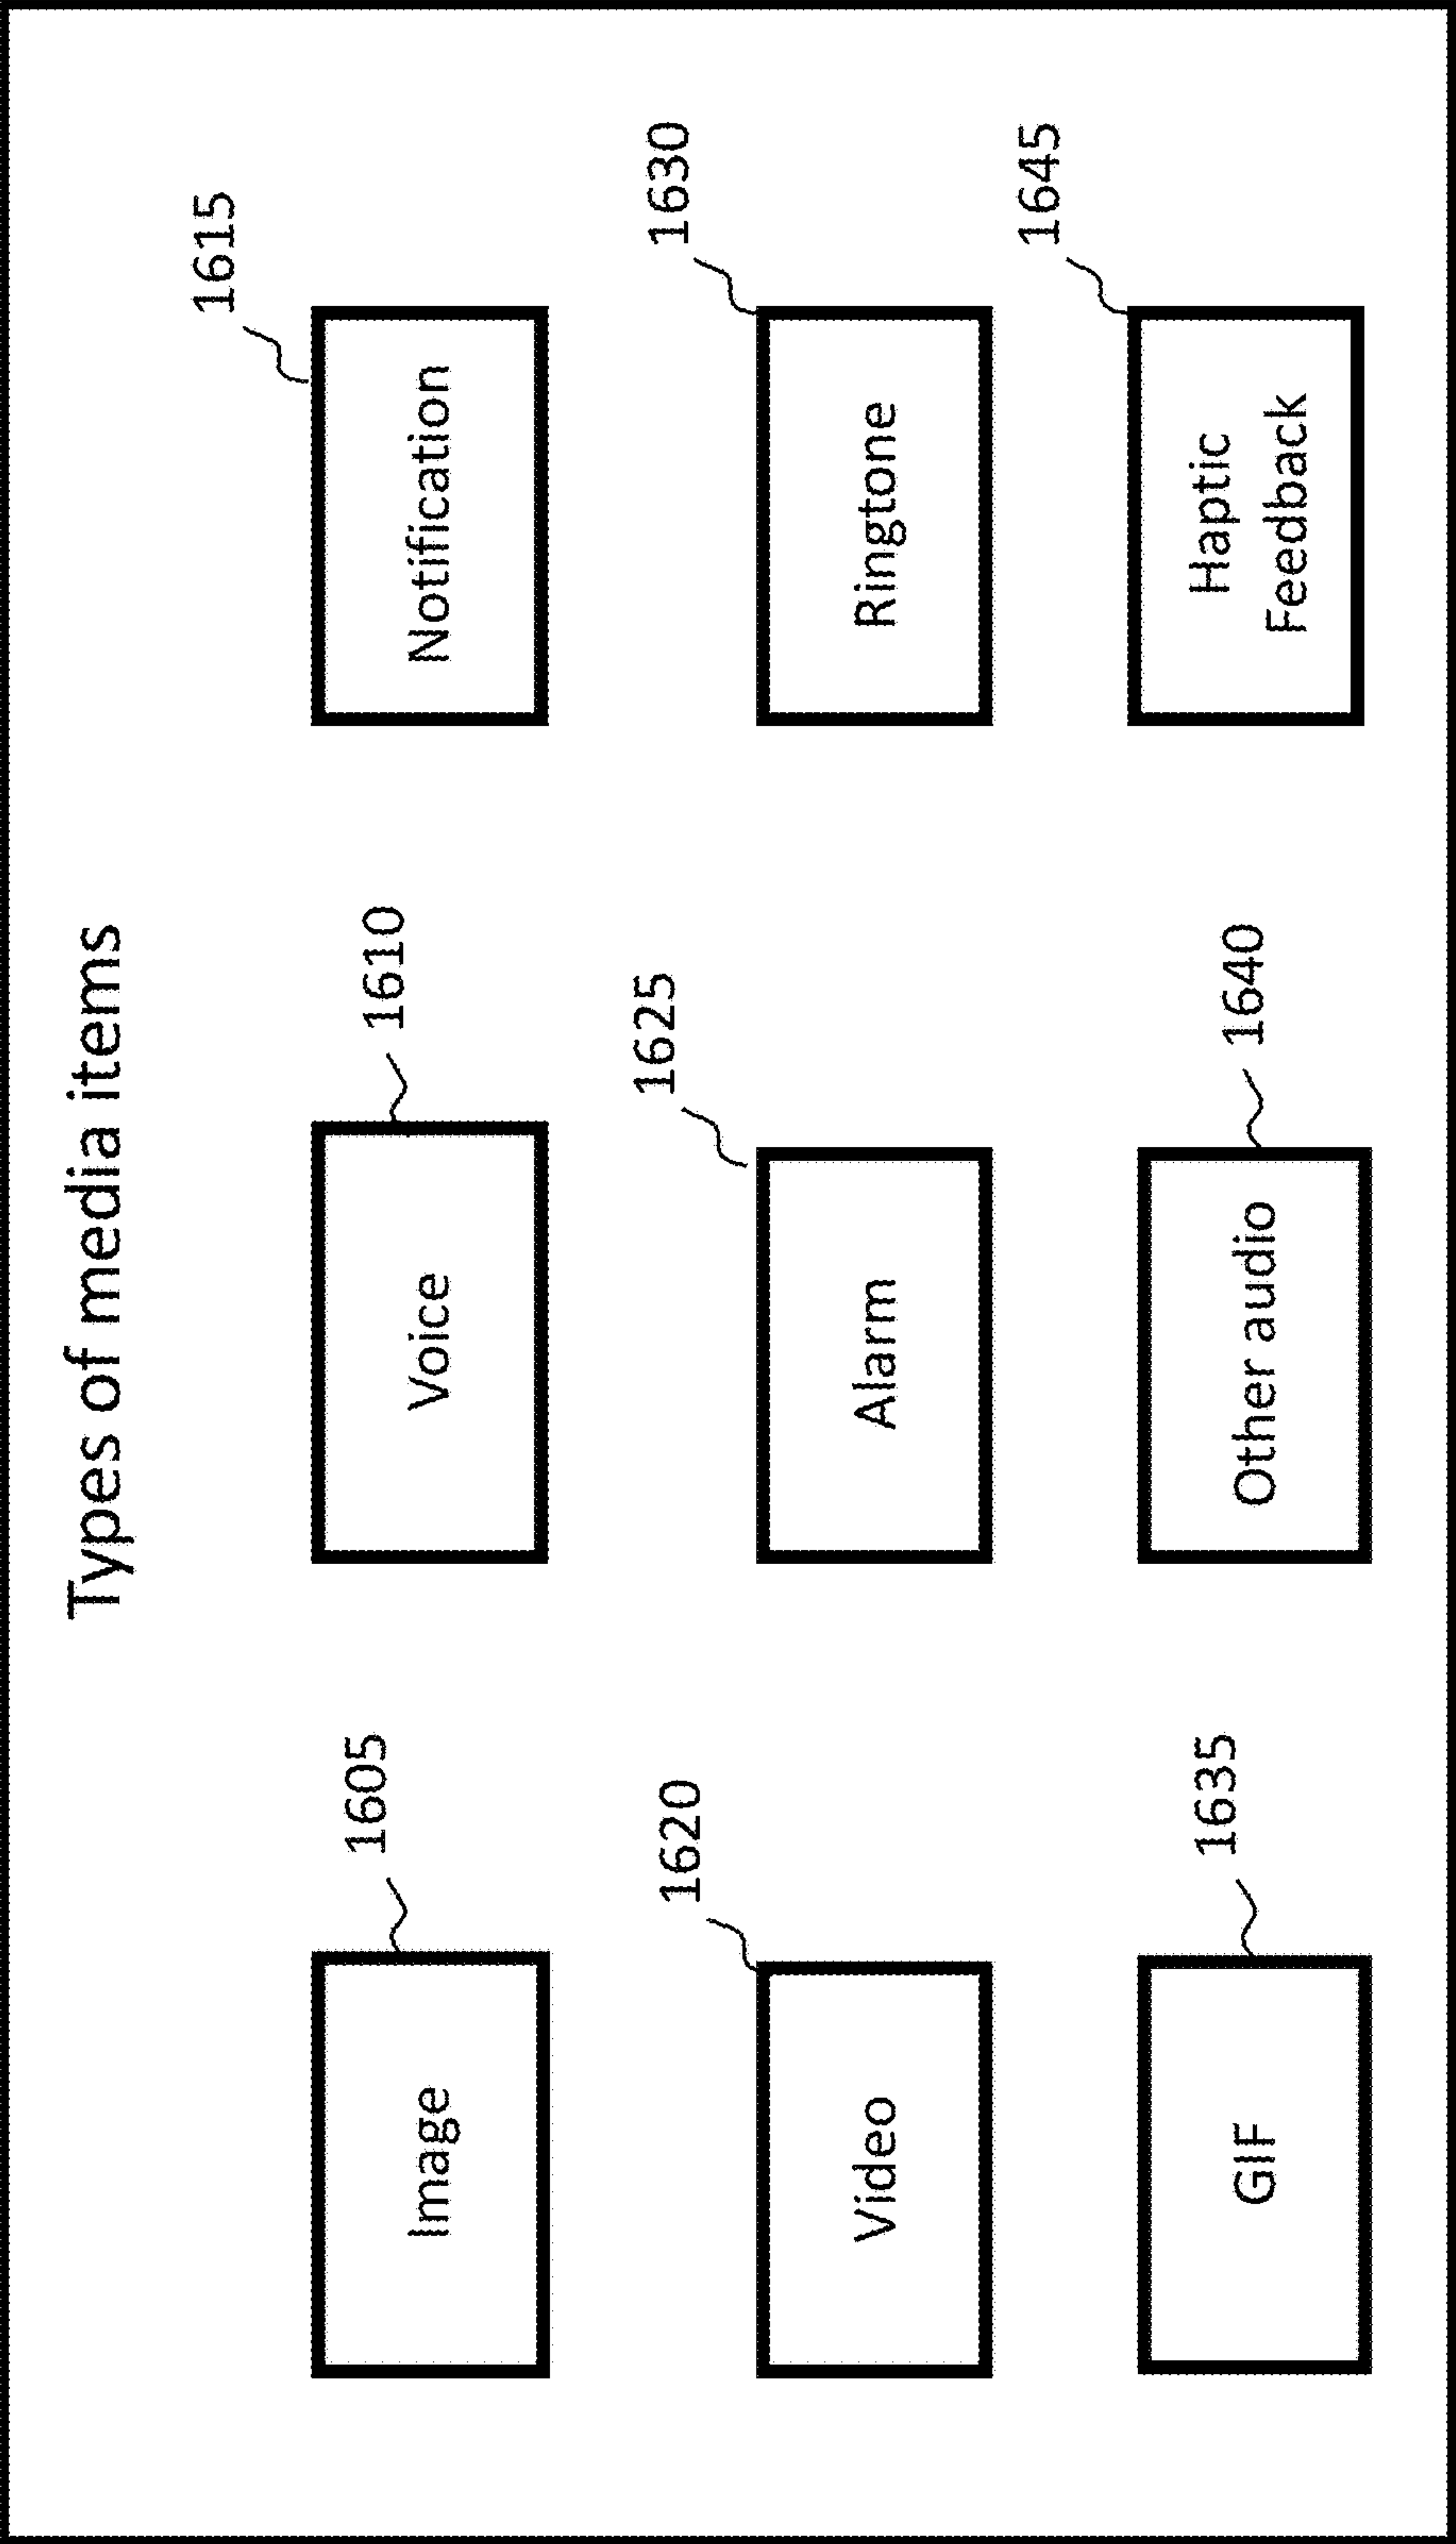 Types of media items
1605
Image
1610
Voice
1615
Notification
1620
Video
1625
Alarm
1630
Ringtone
1635
GIF
1640
Other audio
1645
Haptic
Feedback